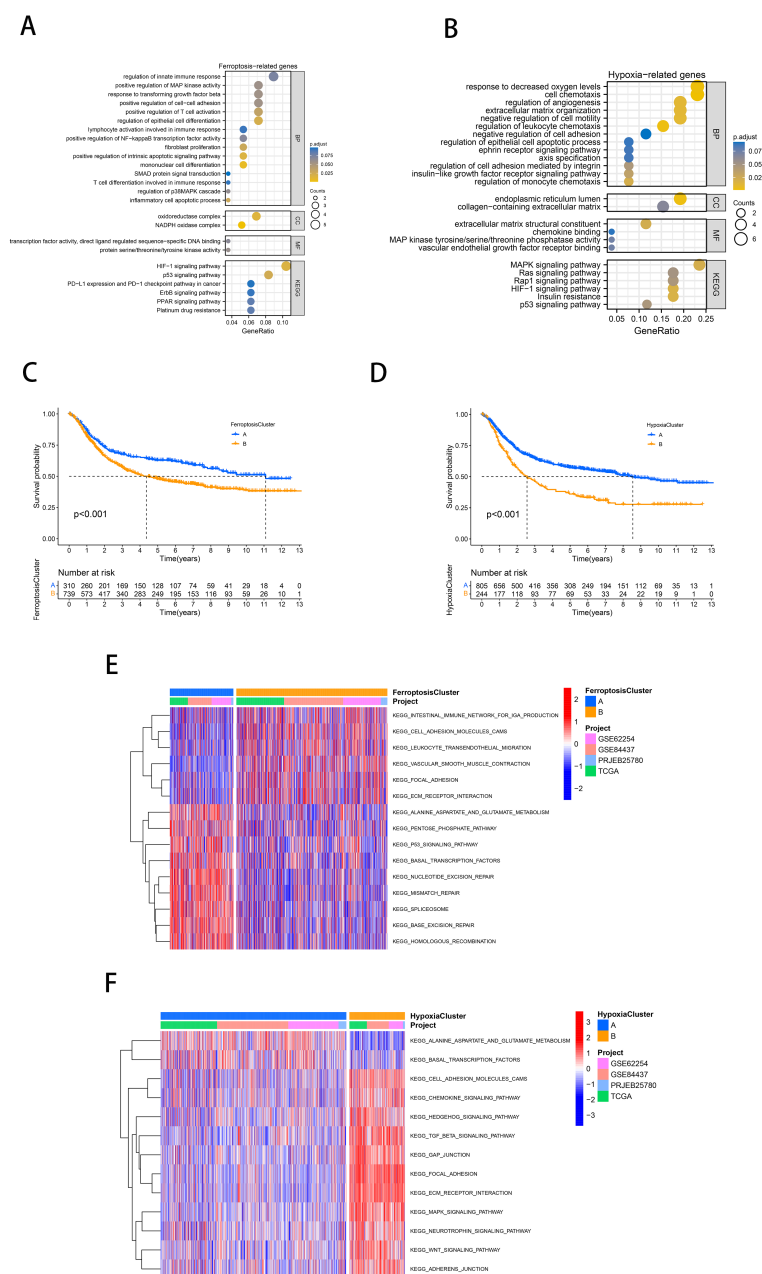 A
Ferroptosis-related genes
regulation of innate immune response
positive regulation of MAP kinase activity
response to transforming growth factor beta
positive regulation of cell-cell adhesion
positive regulation of T cell activation
regulation of epithelial cell differentiation
lymphocyte activation involved in immune response
positive regulation of NF-kappaB transcription factor activity
fibroblast proliferation
positive regulation of intrinsic apoptotic signaling pathway
mononuclear cell differentiation
SMAD protein signal transduction
T cell differentiation involved in immune response
regulation of p38MAPK cascade
inflammatory cell apoptotic process
BP
oxidoreductase complex
NADPH oxidase complex
CC
transcription factor activity, direct ligand regulated sequence-specific DNA binding
protein serine/threonine/tyrosine kinase activity
MF
HIF-1 signaling pathway
p53 signaling pathway
PD-L1 expression and PD-1 checkpoint pathway in cancer
ErbB signaling pathway
PPAR signaling pathway
Platinum drug resistance
KEGG
0.04 0.06 0.08 0.10
GeneRatio
p.adjust
0.075
0.050
0.025
Counts
2
3
4
5
B
Hypoxia-related genes
response to decreased oxygen levels
cell chemotaxis
regulation of angiogenesis
extracellular matrix organization
negative regulation of cell motility
regulation of leukocyte chemotaxis
negative regulation of cell adhesion
regulation of epithelial cell apoptotic process
ephrin receptor signaling pathway
axis specification
regulation of cell adhesion mediated by integrin
insulin-like growth factor receptor signaling pathway
regulation of monocyte chemotaxis
BP
endoplasmic reticulum lumen
collagen-containing extracellular matrix
CC
extracellular matrix structural constituent
chemokine binding
MAP kinase tyrosine/serine/threonine phosphatase activity
vascular endothelial growth factor receptor binding
MF
MAPK signaling pathway
Ras signaling pathway
Rap1 signaling pathway
HIF-1 signaling pathway
Insulin resistance
p53 signaling pathway
KEGG
0.05 0.10 0.15 0.20 0.25
GeneRatio
p.adjust
0.07
0.05
0.02
Counts
2
4
6
C
FerroptosisCluster
A
B
1.00
0.75
0.50
0.25
0.00
Survival probability
p<0.001
0 1 2 3 4 5 6 7 8 9 10 11 12 13
Time(years)
Number at risk
FerroptosisCluster
A 310 260 201 169 150 128 107 74 59 41 29 18 4 0
B 739 573 417 340 283 249 195 153 116 93 59 26 10 1
0 1 2 3 4 5 6 7 8 9 10 11 12 13
Time(years)
D
HypoxiaCluster
A
B
1.00
0.75
0.50
0.25
0.00
Survival probability
p<0.001
0 1 2 3 4 5 6 7 8 9 10 11 12 13
Time(years)
Number at risk
HypoxiaCluster
A 805 656 500 416 356 308 249 194 151 112 69 35 13 1
B 244 177 118 93 77 69 53 33 24 22 19 9 1 0
0 1 2 3 4 5 6 7 8 9 10 11 12 13
Time(years)
E
FerroptosisCluster
Project
KEGG_INTESTINAL_IMMUNE_NETWORK_FOR_IGA_PRODUCTION
KEGG_CELL_ADHESION_MOLECULES_CAMS
KEGG_LEUKOCYTE_TRANSENDOTHELIAL_MIGRATION
KEGG_VASCULAR_SMOOTH_MUSCLE_CONTRACTION
KEGG_FOCAL_ADHESION
KEGG_ECM_RECEPTOR_INTERACTION
KEGG_ALANINE_ASPARTATE_AND_GLUTAMATE_METABOLISM
KEGG_PENTOSE_PHOSPHATE_PATHWAY
KEGG_P53_SIGNALING_PATHWAY
KEGG_BASAL_TRANSCRIPTION_FACTORS
KEGG_NUCLEOTIDE_EXCISION_REPAIR
KEGG_MISMATCH_REPAIR
KEGG_SPLICEOSOME
KEGG_BASE_EXCISION_REPAIR
KEGG_HOMOLOGOUS_RECOMBINATION
2
1
0
-1
-2
FerroptosisCluster
A
B
Project
GSE62254
GSE84437
PRJEB25780
TCGA
F
HypoxiaCluster
Project
KEGG_ALANINE_ASPARTATE_AND_GLUTAMATE_METABOLISM
KEGG_BASAL_TRANSCRIPTION_FACTORS
KEGG_CELL_ADHESION_MOLECULES_CAMS
KEGG_CHEMOKINE_SIGNALING_PATHWAY
KEGG_HEDGEHOG_SIGNALING_PATHWAY
KEGG_TGF_BETA_SIGNALING_PATHWAY
KEGG_GAP_JUNCTION
KEGG_FOCAL_ADHESION
KEGG_ECM_RECEPTOR_INTERACTION
KEGG_MAPK_SIGNALING_PATHWAY
KEGG_NEUROTROPHIN_SIGNALING_PATHWAY
KEGG_WNT_SIGNALING_PATHWAY
KEGG_ADHERENS_JUNCTION
3
2
1
0
-1
-2
-3
HypoxiaCluster
A
B
Project
GSE62254
GSE84437
PRJEB25780
TCGA